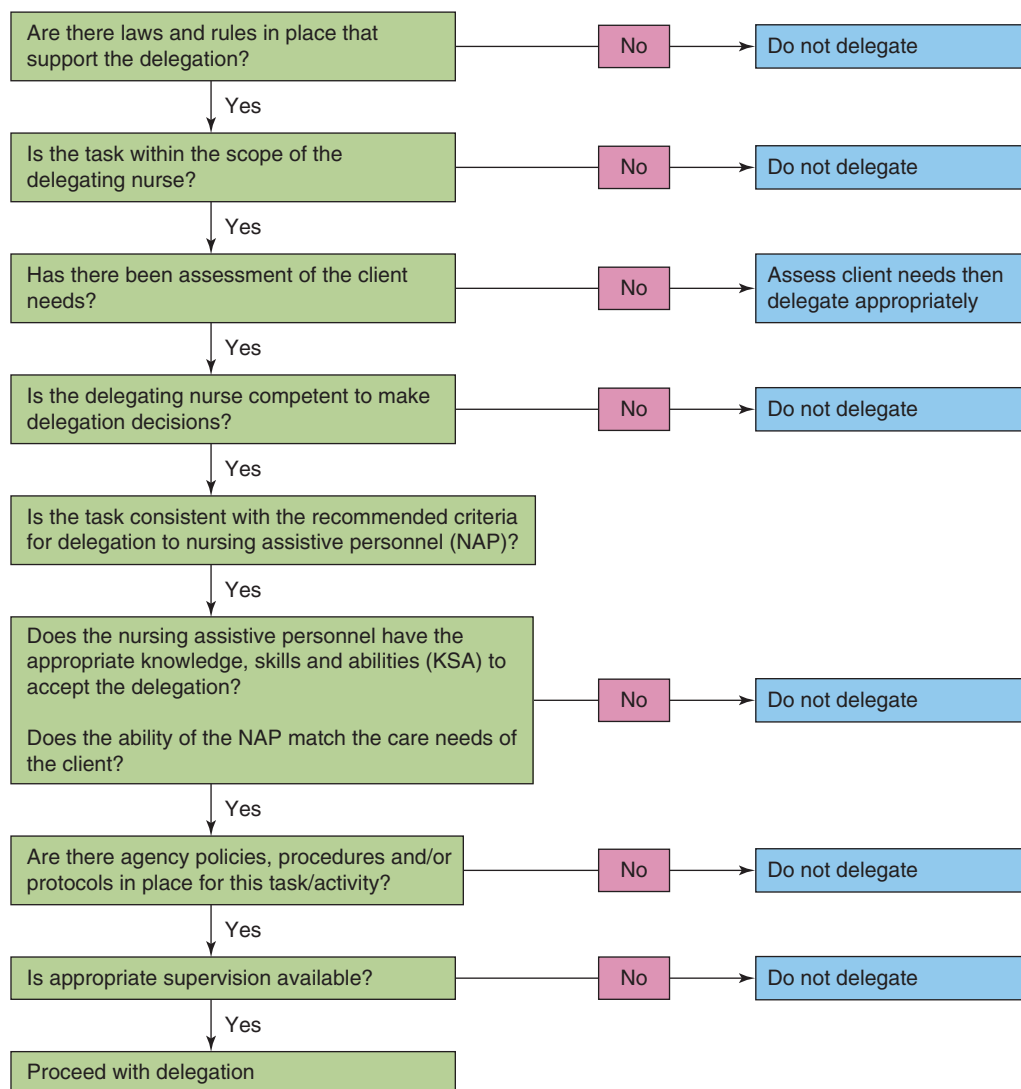 Are there laws and rules in place that
support the delegation?
No
Do not delegate
Yes
Is the task within the scope of the
delegating nurse?
No
Do not delegate
Yes
Has there been assessment of the client
needs?
No
Assess client needs then
delegate appropriately
Yes
Is the delegating nurse competent to make
delegation decisions?
No
Do not delegate
Yes
Is the task consistent with the recommended criteria
for delegation to nursing assistive personnel (NAP)?
Yes
Does the nursing assistive personnel have the
appropriate knowledge, skills and abilities (KSA) to
accept the delegation?
Does the ability of the NAP match the care needs of
the client?
No
Do not delegate
Yes
Are there agency policies, procedures and/or
protocols in place for this task/activity?
No
Do not delegate
Yes
Is appropriate supervision available?
No
Do not delegate
Yes
Proceed with delegation